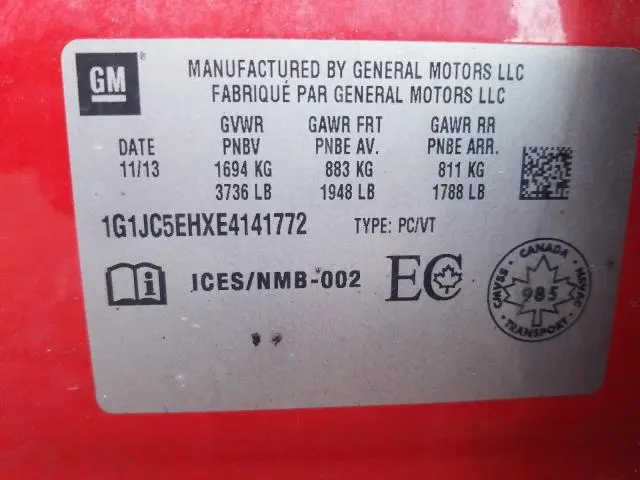 GM
MANUFACTURED BY GENERAL MOTORS LLC
FABRIQUÉ PAR GENERAL MOTORS LLC
GVWR GAWR FRT GAWR RR
DATE PNBV PNBE AV. PNBE ARR.
11/13 1694 KG 883 KG 811 KG
3736 LB 1948 LB 1788 LB
1G1JC5EHXE4141772 TYPE: PC/VT
ICES/NMB-002 EC
CANADA
CMVSS 985 NSVAC
TRANSPORT